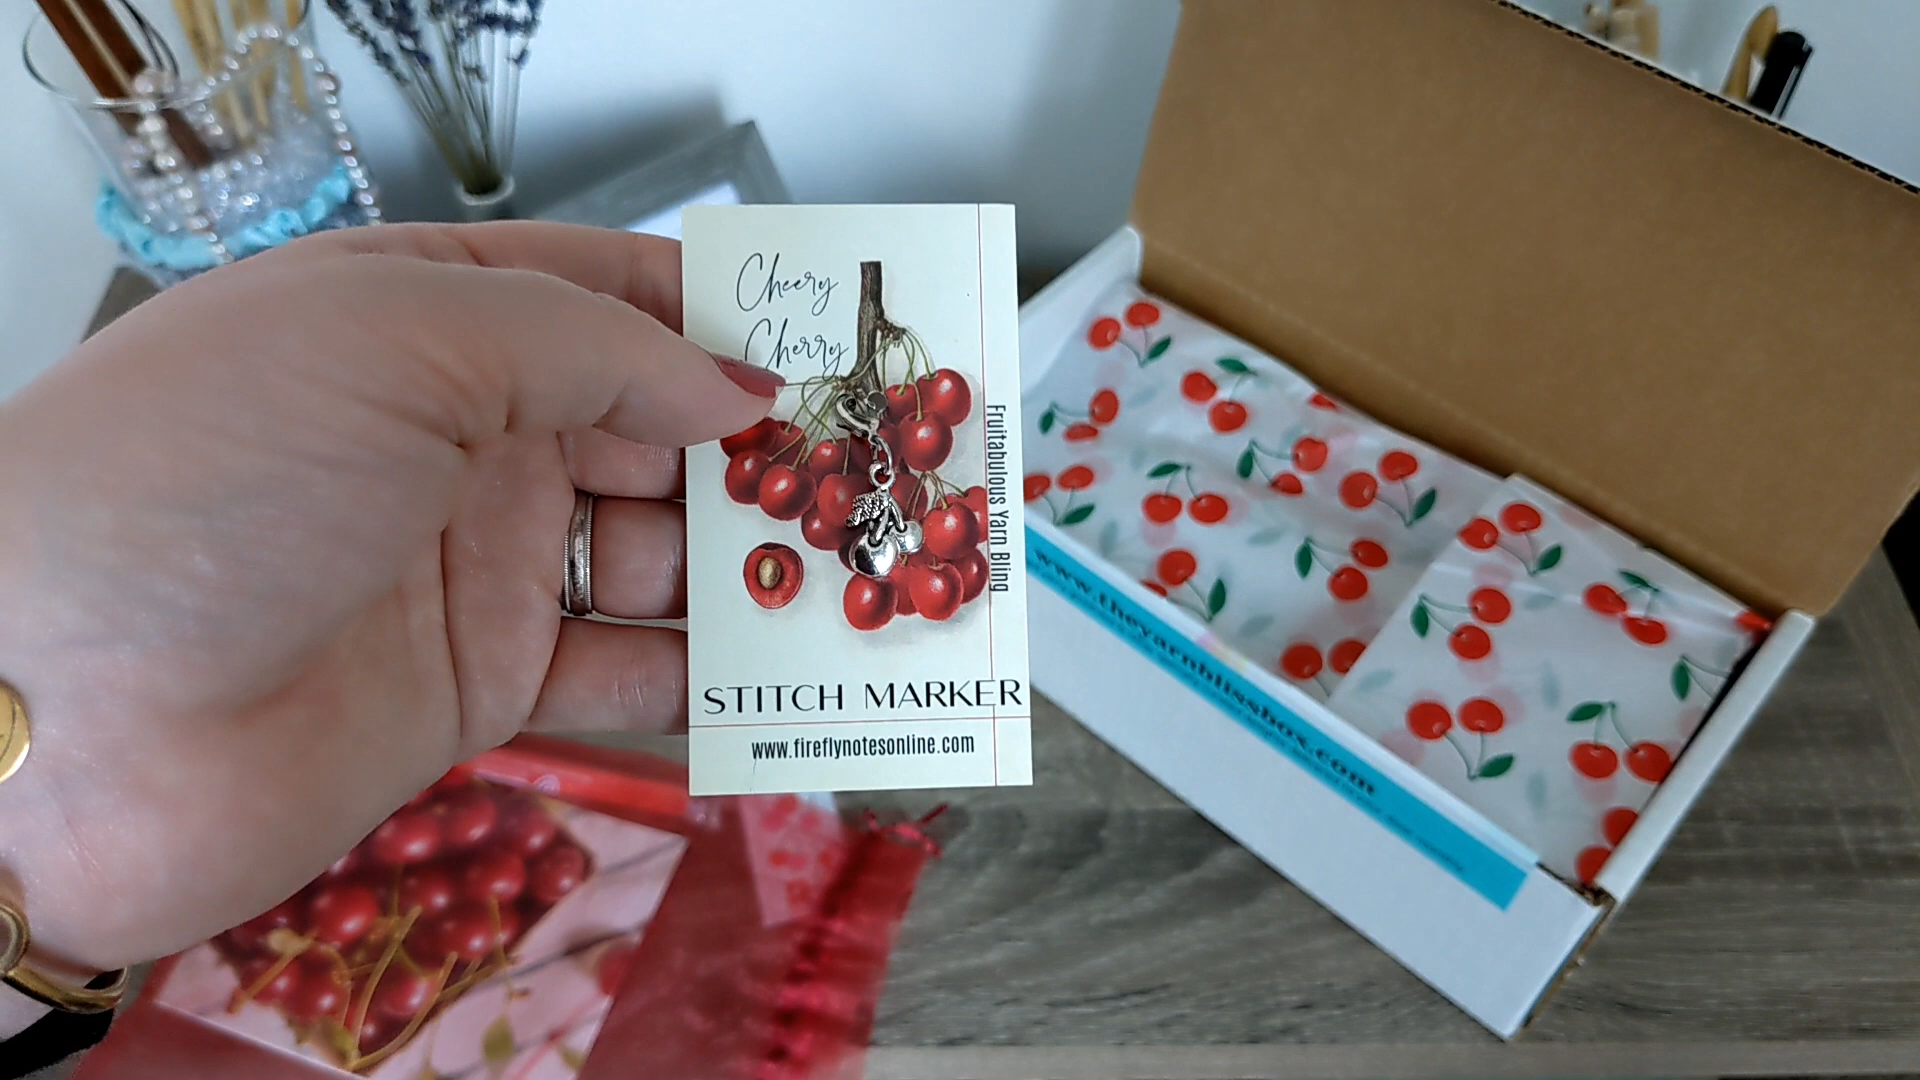 Cheery
Cherry
Fruitabulous Yarn Bling
STITCH MARKER
www.fireflynotesonline.com
www.theyarnblissbox.com